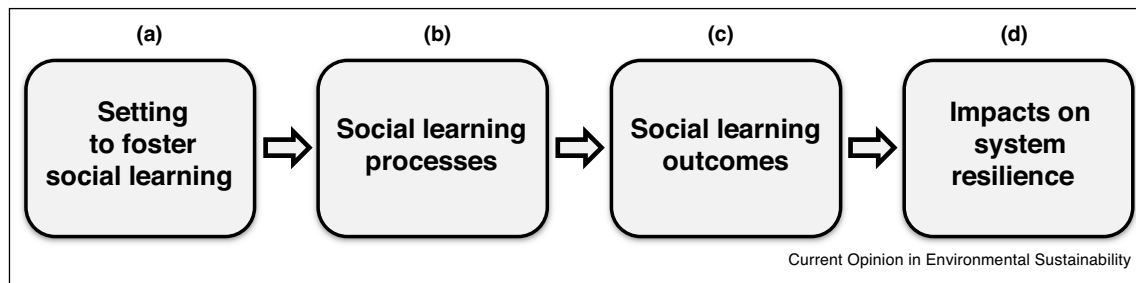 (a)
(b)
(c)
(d)
Setting
to foster
social learning
Social learning
processes
Social learning
outcomes
Impacts on
system
resilience
Current Opinion in Environmental Sustainability